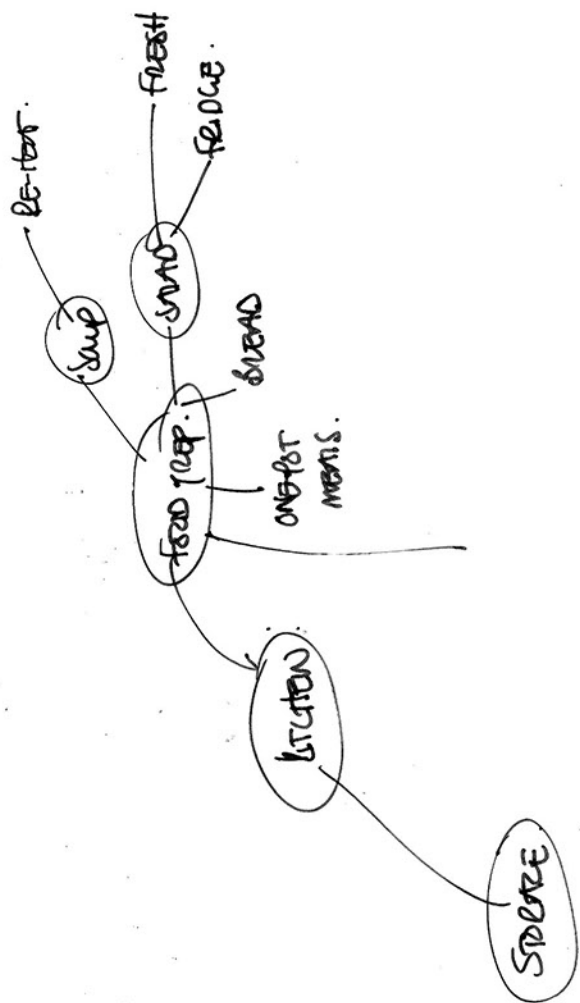 RE-HEAT.
SOUP
FRESH
SALAD
FRIDGE.
FOOD PREP.
BREAD
ONE POT
MEALS.
KITCHEN
STORAGE